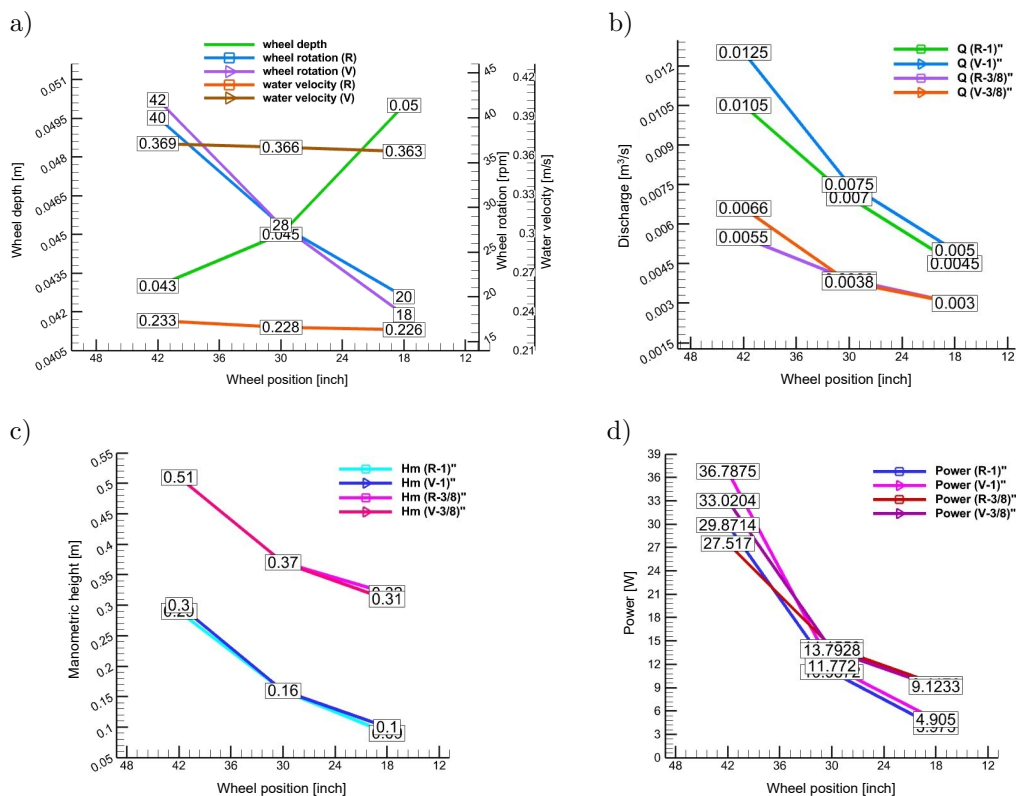 a)
wheel depth
wheel rotation (R)
wheel rotation (V)
water velocity (R)
water velocity (V)
0.051
0.0495
0.048
0.0465
0.045
0.0435
0.042
0.0405
Wheel depth [m]
42
40
0.369
0.366
0.363
0.05
28
0.045
0.043
20
18
0.233
0.228
0.226
45
40
35
30
25
20
15
Wheel rotation [rpm]
0.42
0.39
0.36
0.33
0.3
0.27
0.24
0.21
Water velocity [m/s]
48 42 36 30 24 18
Wheel position [inch]
b)
Q (R-1)"
Q (V-1)"
Q (R-3/8)"
Q (V-3/8)"
0.012
0.0105
0.009
0.0075
0.006
0.0045
0.003
0.0015
Discharge [m³/s]
0.0125
0.0105
0.0075
0.007
0.0066
0.0055
0.005
0.0045
0.0038
0.003
48 42 36 30 24 18 12
Wheel position [inch]
c)
Hm (R-1)"
Hm (V-1)"
Hm (R-3/8)"
Hm (V-3/8)"
0.55
0.5
0.45
0.4
0.35
0.3
0.25
0.2
0.15
0.1
0.05
Manometric height [m]
0.51
0.37
0.31
0.3
0.16
0.1
48 42 36 30 24 18 12
Wheel position [inch]
d)
Power (R-1)"
Power (V-1)"
Power (R-3/8)"
Power (V-3/8)"
39
36
33
30
27
24
21
18
15
12
9
6
3
0
Power [W]
36.7875
33.0204
29.8714
27.517
13.7928
11.772
9.1233
4.905
48 42 36 30 24 18 12
Wheel position [inch]